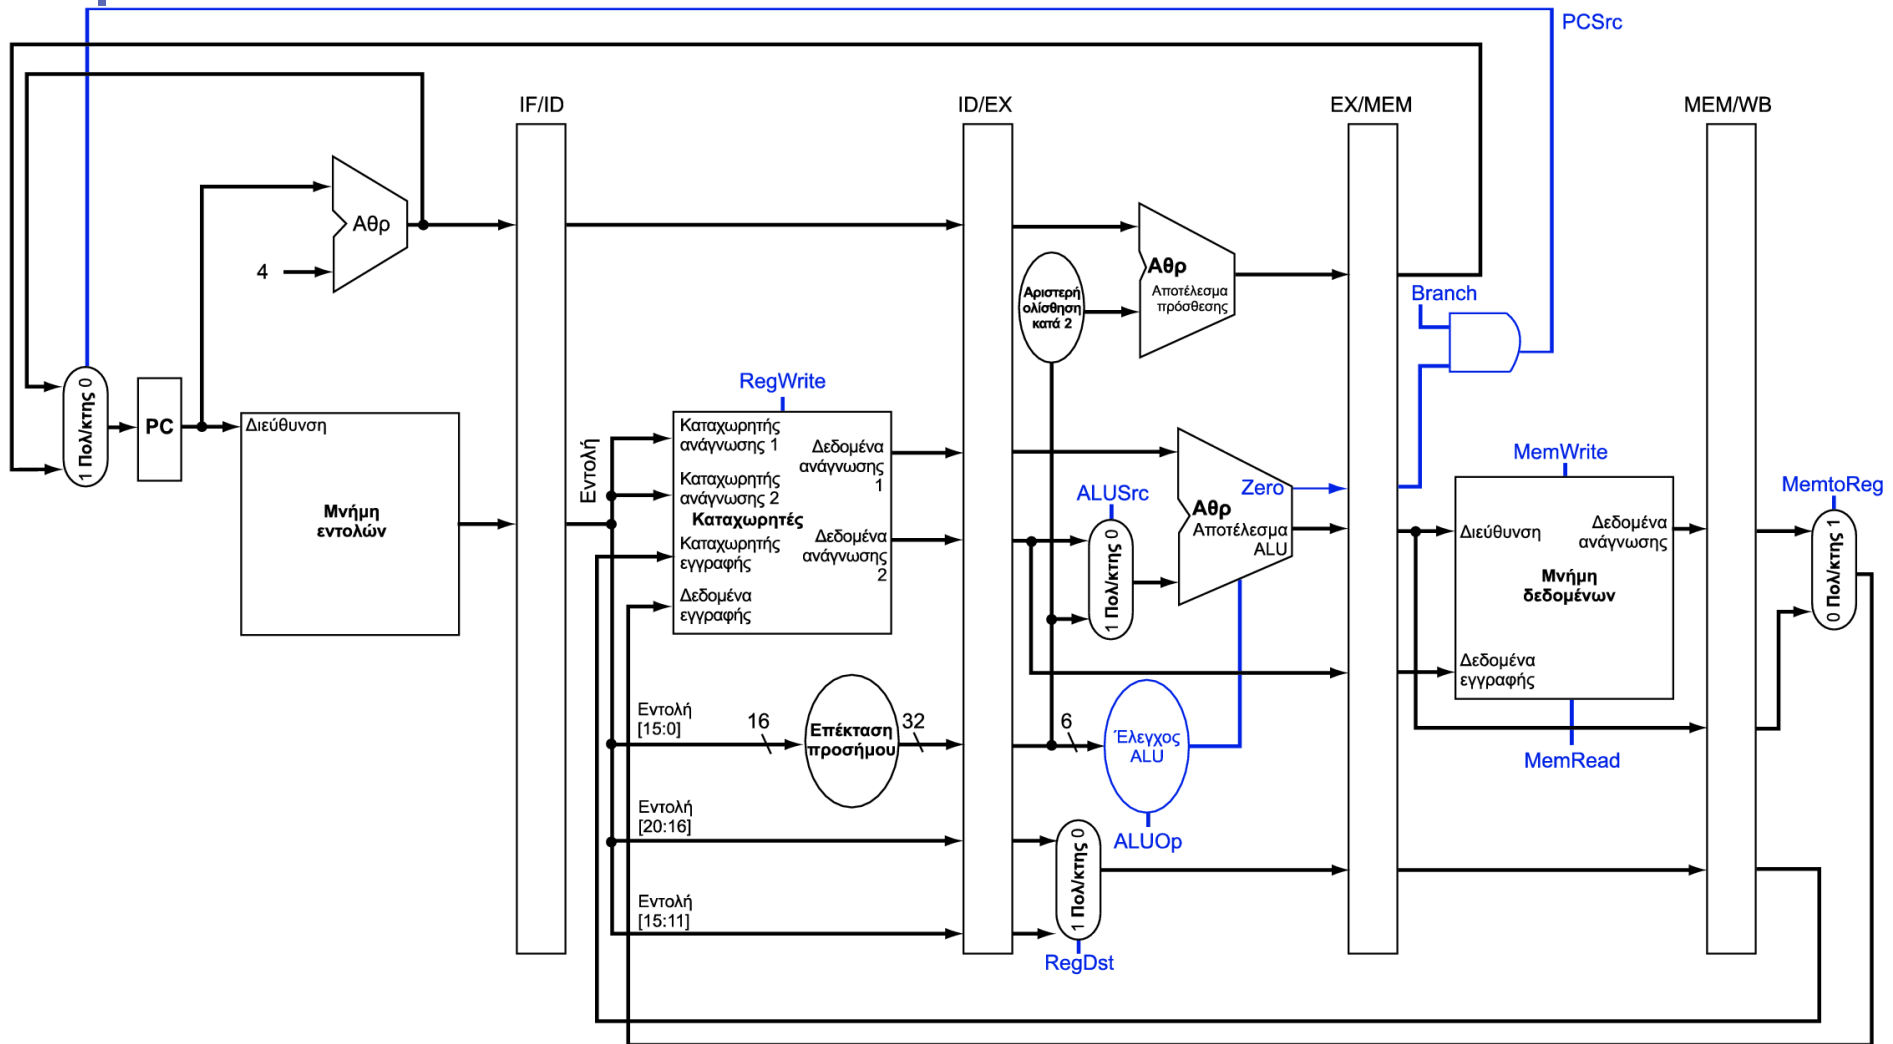 PCSrc
IF/ID
ID/EX
EX/MEM
MEM/WB
Αθρ
4
Αθρ
Αποτέλεσμα
πρόσθεσης
Αριστερή
ολίσθηση
κατά 2
Branch
1 Πολ/κτης 0
PC
Διεύθυνση
Μνήμη
εντολών
Εντολή
RegWrite
Καταχωρητής
ανάγνωσης 1
Καταχωρητής
ανάγνωσης 2
Καταχωρητές
Καταχωρητής
εγγραφής
Δεδομένα
εγγραφής
Δεδομένα
ανάγνωσης
1
Δεδομένα
ανάγνωσης
2
ALUSrc
1 Πολ/κτης 0
Zero
Αθρ
Αποτέλεσμα
ALU
MemWrite
Διεύθυνση
Δεδομένα
ανάγνωσης
Μνήμη
δεδομένων
Δεδομένα
εγγραφής
MemRead
MemtoReg
0 Πολ/κτης 1
Εντολή
[15:0]
16
Επέκταση
προσήμου
32
6
Έλεγχος
ALU
ALUOp
Εντολή
[20:16]
Εντολή
[15:11]
1 Πολ/κτης 0
RegDst